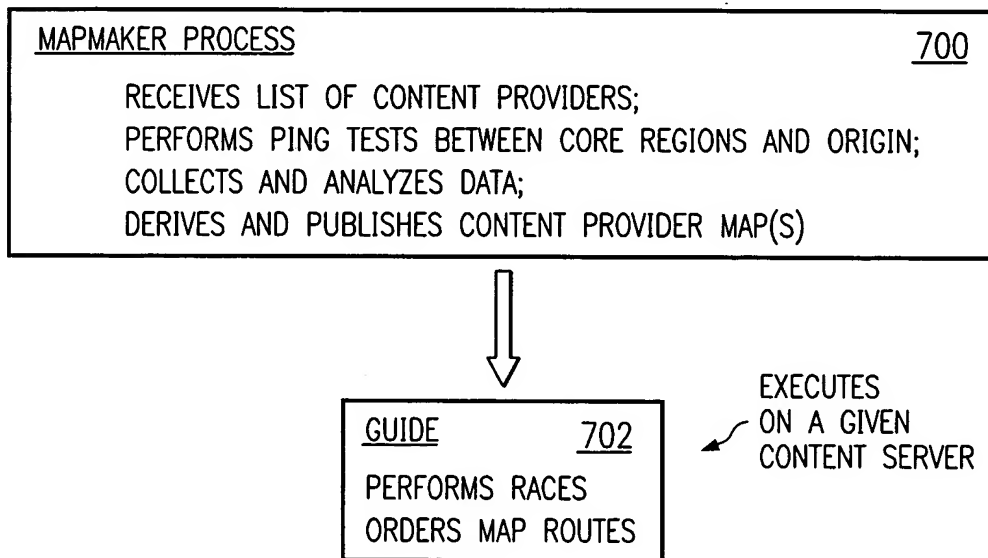 MAPMAKER PROCESS 700
RECEIVES LIST OF CONTENT PROVIDERS;
PERFORMS PING TESTS BETWEEN CORE REGIONS AND ORIGIN;
COLLECTS AND ANALYZES DATA;
DERIVES AND PUBLISHES CONTENT PROVIDER MAP(S)
GUIDE 702
PERFORMS RACES
ORDERS MAP ROUTES
EXECUTES
ON A GIVEN
CONTENT SERVER